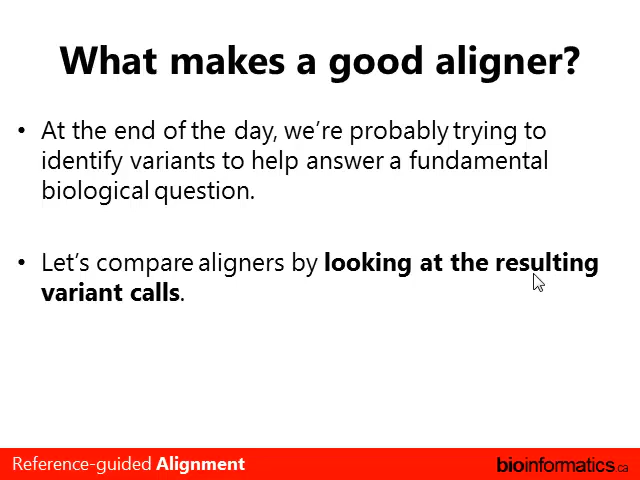 What makes a good aligner?
• At the end of the day, we're probably trying to
identify variants to help answer a fundamental
biological question.
• Let's compare aligners by looking at the resulting
variant calls.
Reference-guided Alignment
bioinformatics.ca